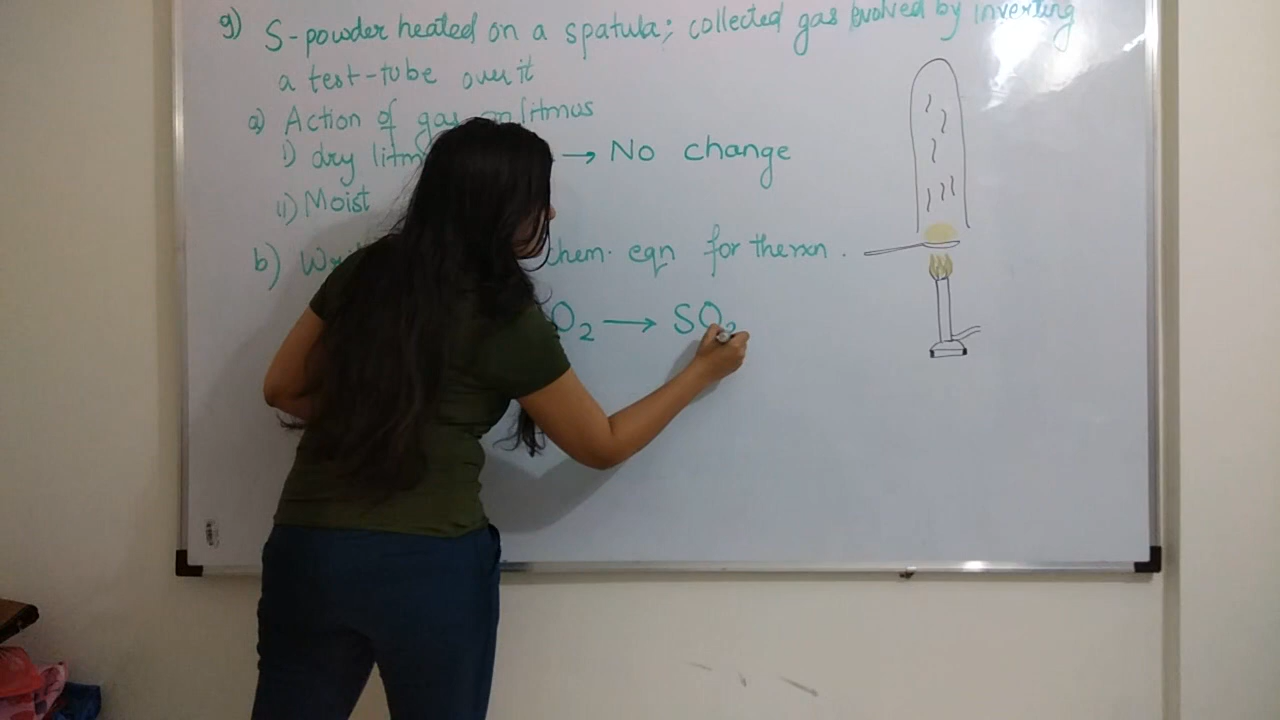 9) S-powder heated on a spatula; collected gas evolved by inverting
a test-tube over it
a) Action of gas on litmus
i) dry → No change
ii) Moist
b) chem. eqn for the rxn.
O₂ → SO₂